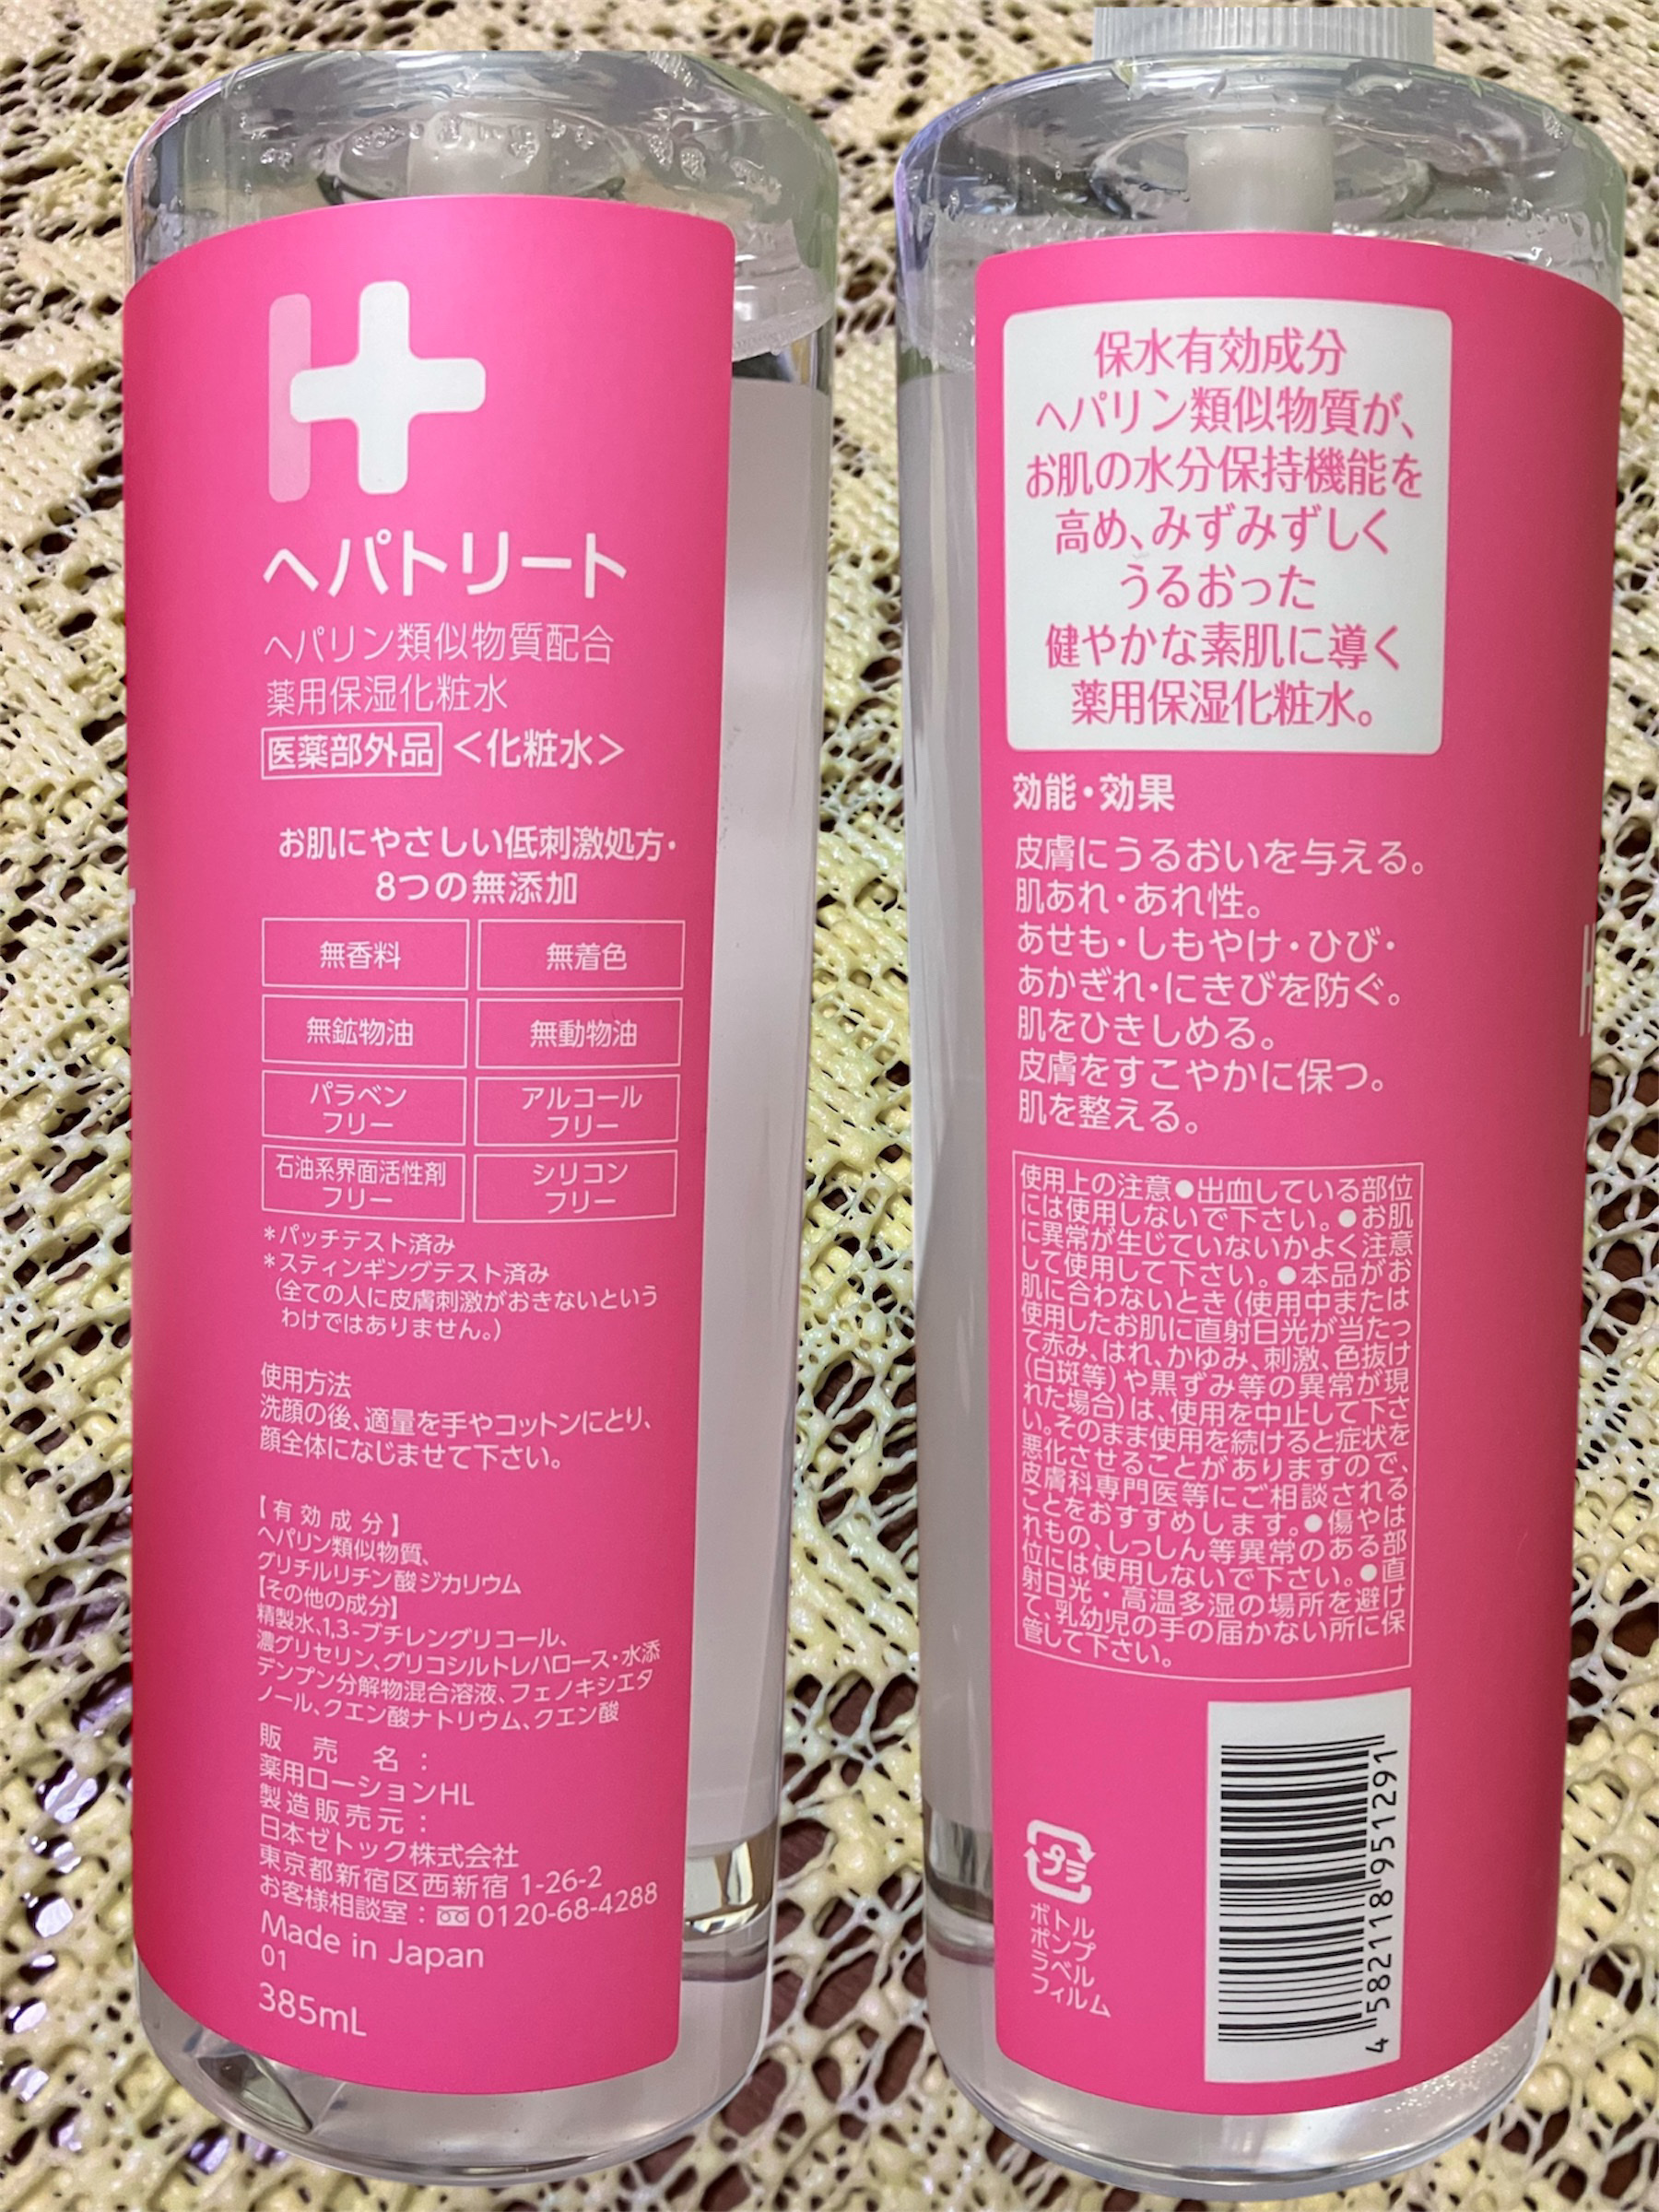 ヘパトリート
ヘパリン類似物質配合
薬用保湿化粧水
医薬部外品 <化粧水>
お肌にやさしい低刺激処方・
8つの無添加
無香料 無着色
無鉱物油 無動物油
パラベン
フリー
アルコール
フリー
石油系界面活性剤
フリー
シリコン
フリー
*パッチテスト済み
*スティンギングテスト済み
(全ての人に皮膚刺激がおきないという
わけではありません。)
使用方法
洗顔の後、適量を手やコットンにとり、
顔全体になじませて下さい。
【有効成分】
ヘパリン類似物質、
グリチルリチン酸ジカリウム
【その他の成分】
精製水、1,3-ブチレングリコール、
濃グリセリン、グリコシルトレハロース・水添
デンプン分解物混合溶液、フェノキシエタ
ノール、クエン酸ナトリウム、クエン酸
販売名:
薬用ローションHL
製造販売元:
日本ゼトック株式会社
東京都新宿区西新宿 1-26-2
お客様相談室: 0120-68-4288
Made in Japan
01
385mL
保水有効成分
ヘパリン類似物質が、
お肌の水分保持機能を
高め、みずみずしく
うるおった
健やかな素肌に導く
薬用保湿化粧水。
効能・効果
皮膚にうるおいを与える。
肌あれ・あれ性。
あせも・しもやけ・ひび・
あかぎれ・にきびを防ぐ。
肌をひきしめる。
皮膚をすこやかに保つ。
肌を整える。
使用上の注意●出血している部位
には使用しないで下さい。●お肌
に異常が生じていないかよく注意
して使用して下さい。●本品がお
肌に合わないとき(使用中または
使用したお肌に直射日光が当たっ
て赤み、はれ、かゆみ、刺激、色抜け
(白斑等)や黒ずみ等の異常が現
れた場合)は、使用を中止して下さ
い。そのまま使用を続けると症状を
悪化させることがありますので、
皮膚科専門医等にご相談される
ことをおすすめします。●傷やは
れもの、しっしん等異常のある部
位には使用しないで下さい。●直
射日光・高温多湿の場所を避け
て、乳幼児の手の届かない所に保
管して下さい。
プラ
ボトル
ポンプ
ラベル
フィルム
4582118951291